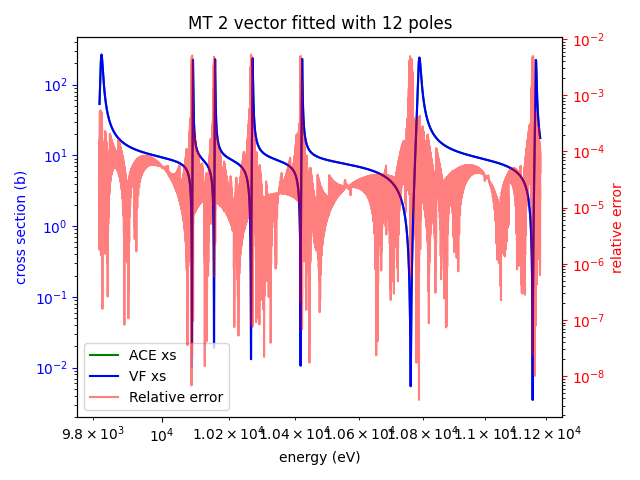 MT 2 vector fitted with 12 poles
10²
10¹
10⁰
10⁻¹
10⁻²
cross section (b)
10⁻²
10⁻³
10⁻⁴
10⁻⁵
10⁻⁶
10⁻⁷
10⁻⁸
relative error
ACE xs
VF xs
Relative error
9.8 × 10³
10⁴
1.02 × 10⁴
1.04 × 10⁴
1.06 × 10⁴
1.08 × 10⁴
1.1 × 10⁴
1.12 × 10⁴
energy (eV)